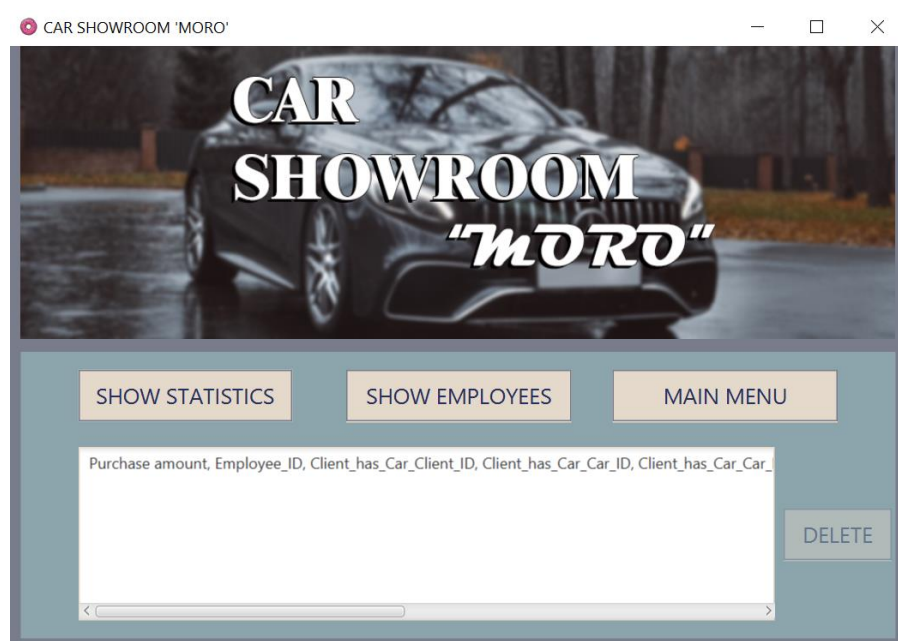 CAR SHOWROOM 'MORO'
CAR
SHOWROOM
"MORO"
SHOW STATISTICS
SHOW EMPLOYEES
MAIN MENU
Purchase amount, Employee_ID, Client_has_Car_Client_ID, Client_has_Car_Car_ID, Client_has_Car_Car_
DELETE